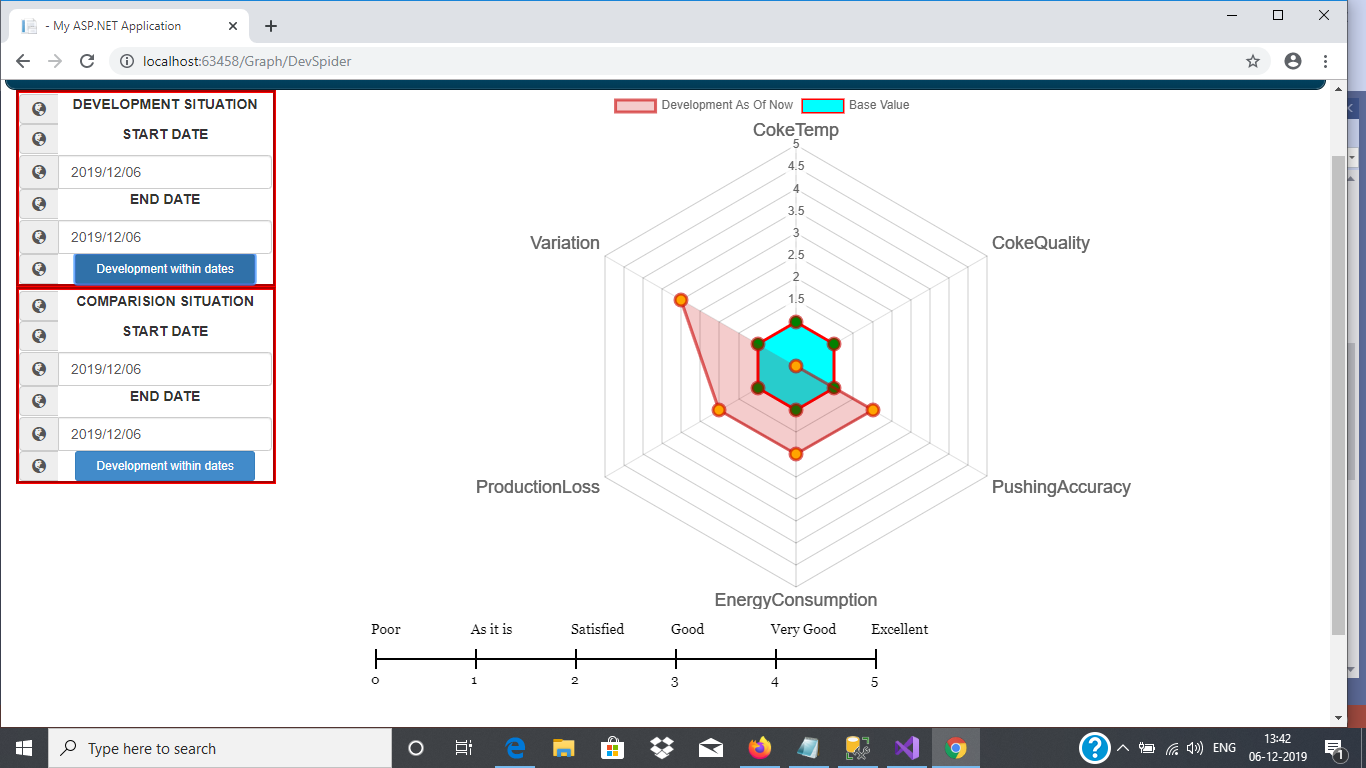 - My ASP.NET Application
localhost:63458/Graph/DevSpider
DEVELOPMENT SITUATION
START DATE
2019/12/06
END DATE
2019/12/06
Development within dates
COMPARISION SITUATION
START DATE
2019/12/06
END DATE
2019/12/06
Development within dates
Development As Of Now Base Value
CokeTemp
5
4.5
4
3.5
3
2.5
2
1.5
Variation
CokeQuality
ProductionLoss
PushingAccuracy
EnergyConsumption
Poor As it is Satisfied Good Very Good Excellent
0 1 2 3 4 5
Type here to search
ENG
13:42
06-12-2019
1